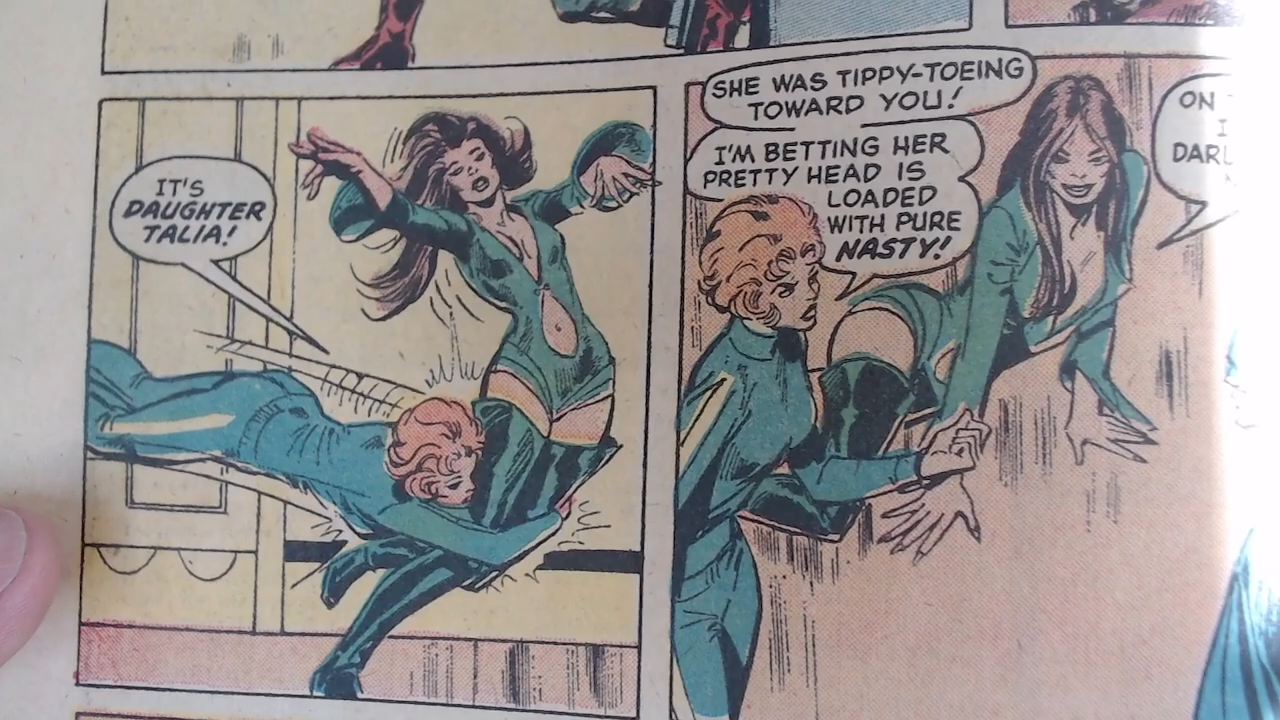 IT'S
DAUGHTER
TALIA!
SHE WAS TIPPY-TOEING
TOWARD YOU!
I'M BETTING HER
PRETTY HEAD IS
LOADED
WITH PURE
NASTY!
ON